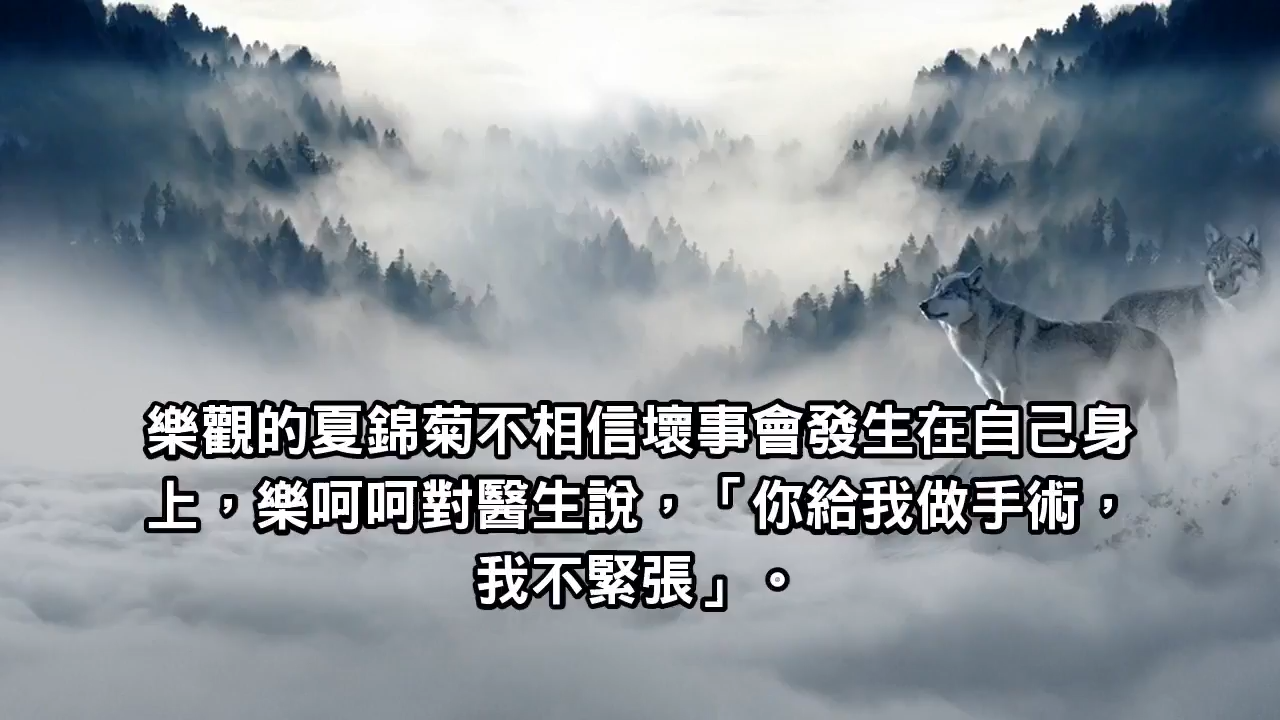 樂觀的夏錦菊不相信壞事會發生在自己身
上，樂呵呵對醫生說，「你給我做手術，
我不緊張」。